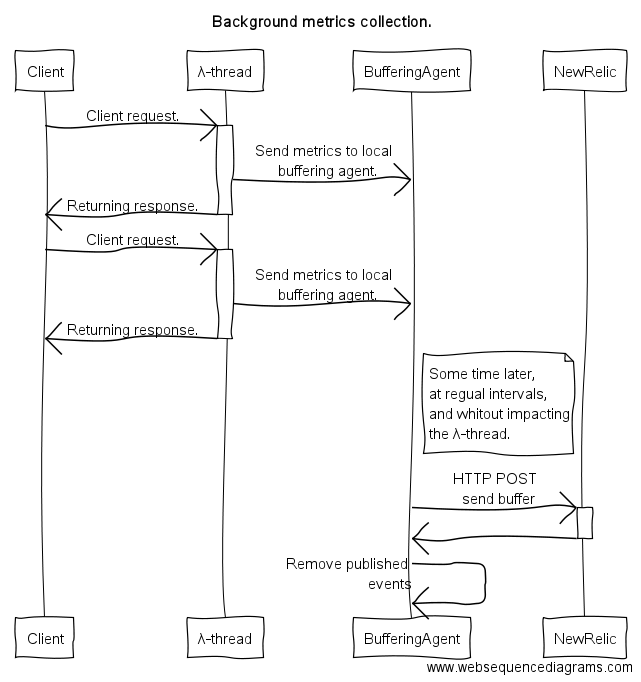 Background metrics collection.
Client
λ-thread
BufferingAgent
NewRelic
Client request.
Send metrics to local
buffering agent.
Returning response.
Client request.
Send metrics to local
buffering agent.
Returning response.
Some time later,
at regual intervals,
and whitout impacting
the λ-thread.
HTTP POST
send buffer
Remove published
events
Client
λ-thread
BufferingAgent
NewRelic
www.websequencediagrams.com